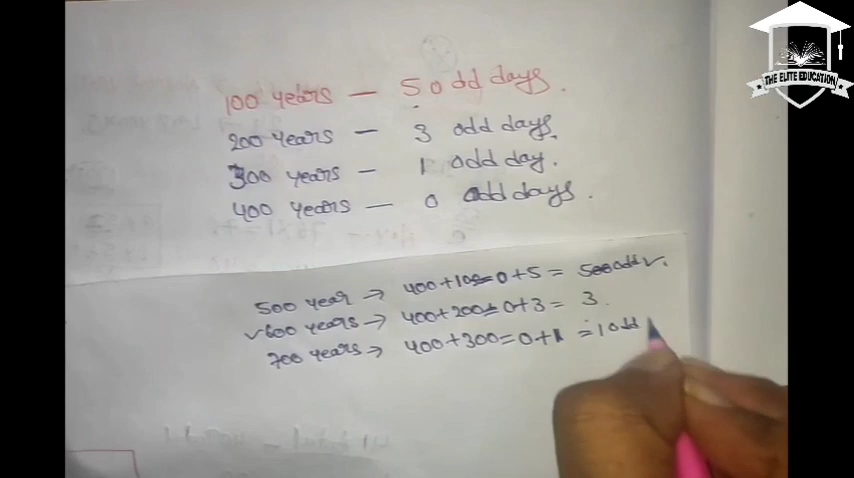 THE ELITE EDUCATION
100 years — 5 odd days.
200 years — 3 odd days.
300 years — 1 odd day.
400 years — 0 odd days.
500 year → 400+100=0+5= 5 odd ✓.
✓600 years → 400+200=0+3= 3.
700 years → 400+300=0+1 =1 odd